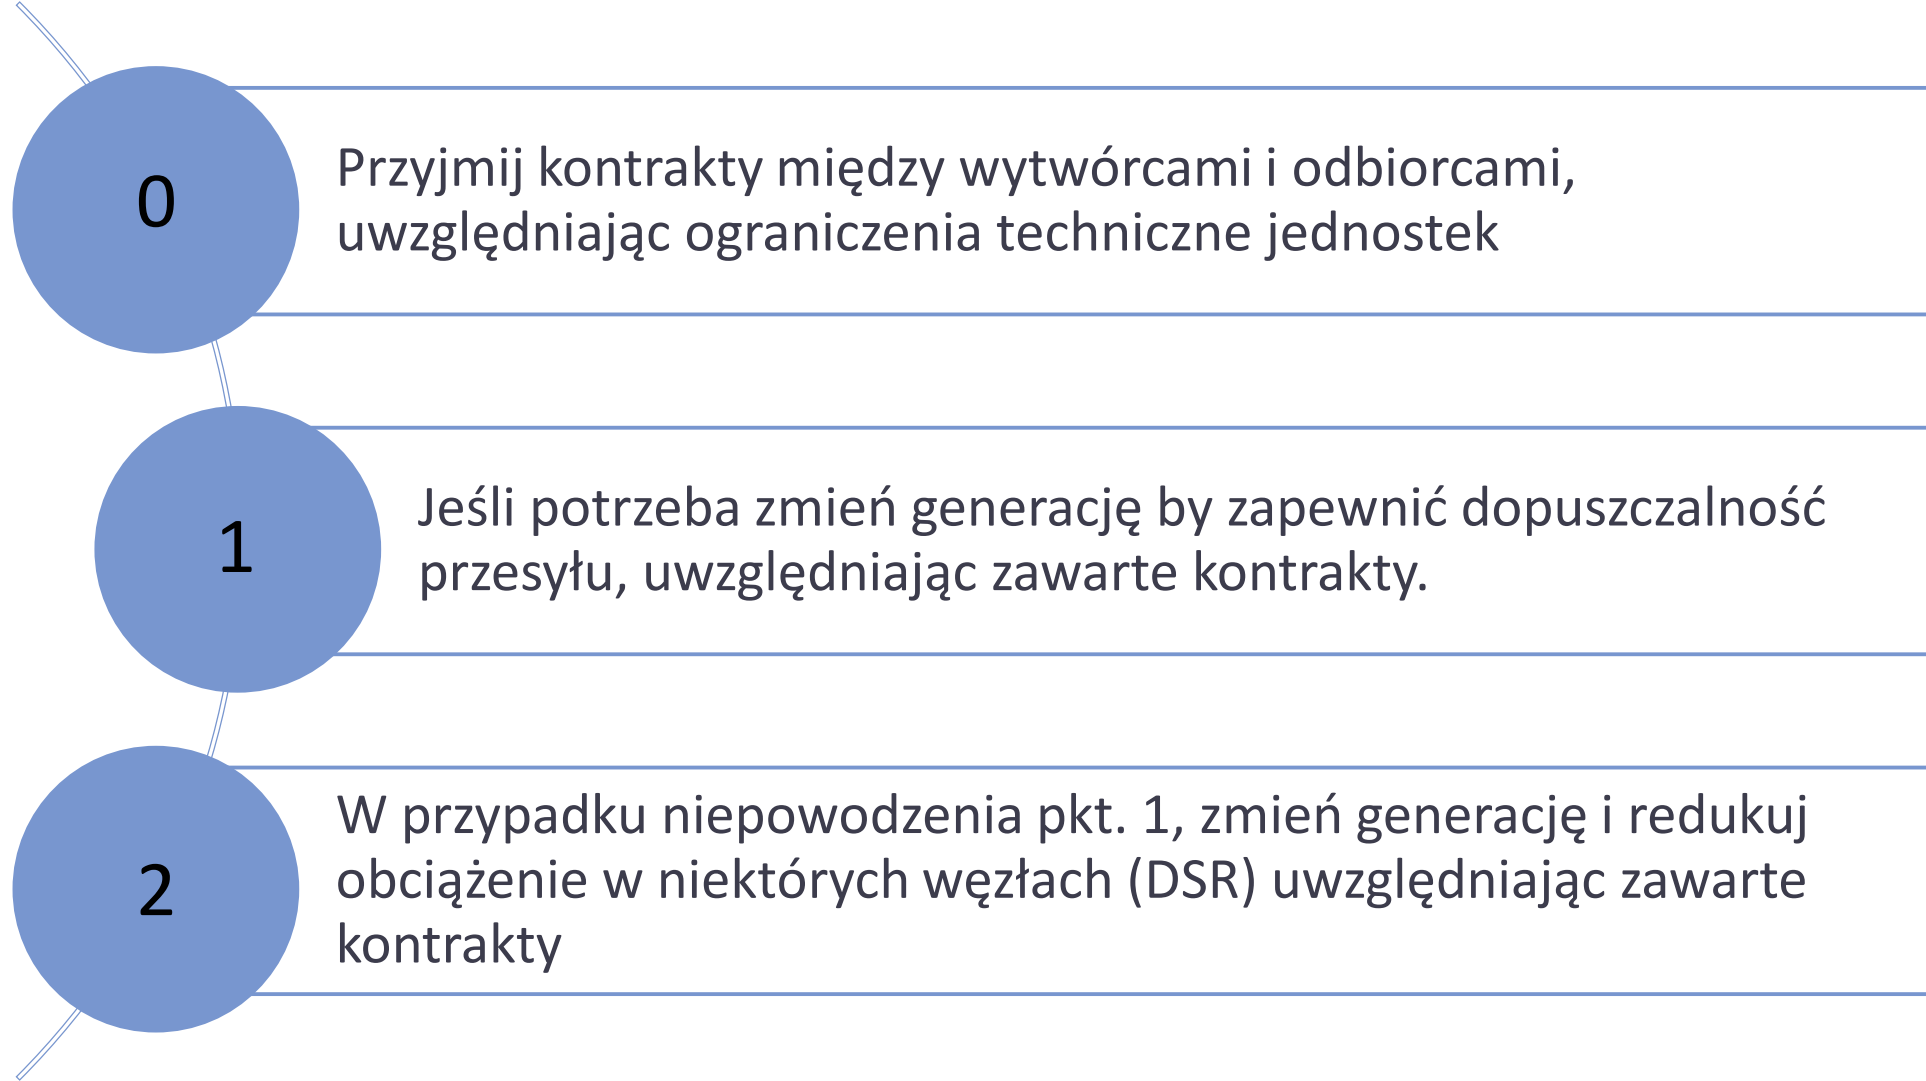 0
Przyjmij kontrakty między wytwórcami i odbiorcami,
uwzględniając ograniczenia techniczne jednostek
1
Jeśli potrzeba zmień generację by zapewnić dopuszczalność
przesyłu, uwzględniając zawarte kontrakty.
2
W przypadku niepowodzenia pkt. 1, zmień generację i redukuj
obciążenie w niektórych węzłach (DSR) uwzględniając zawarte
kontrakty